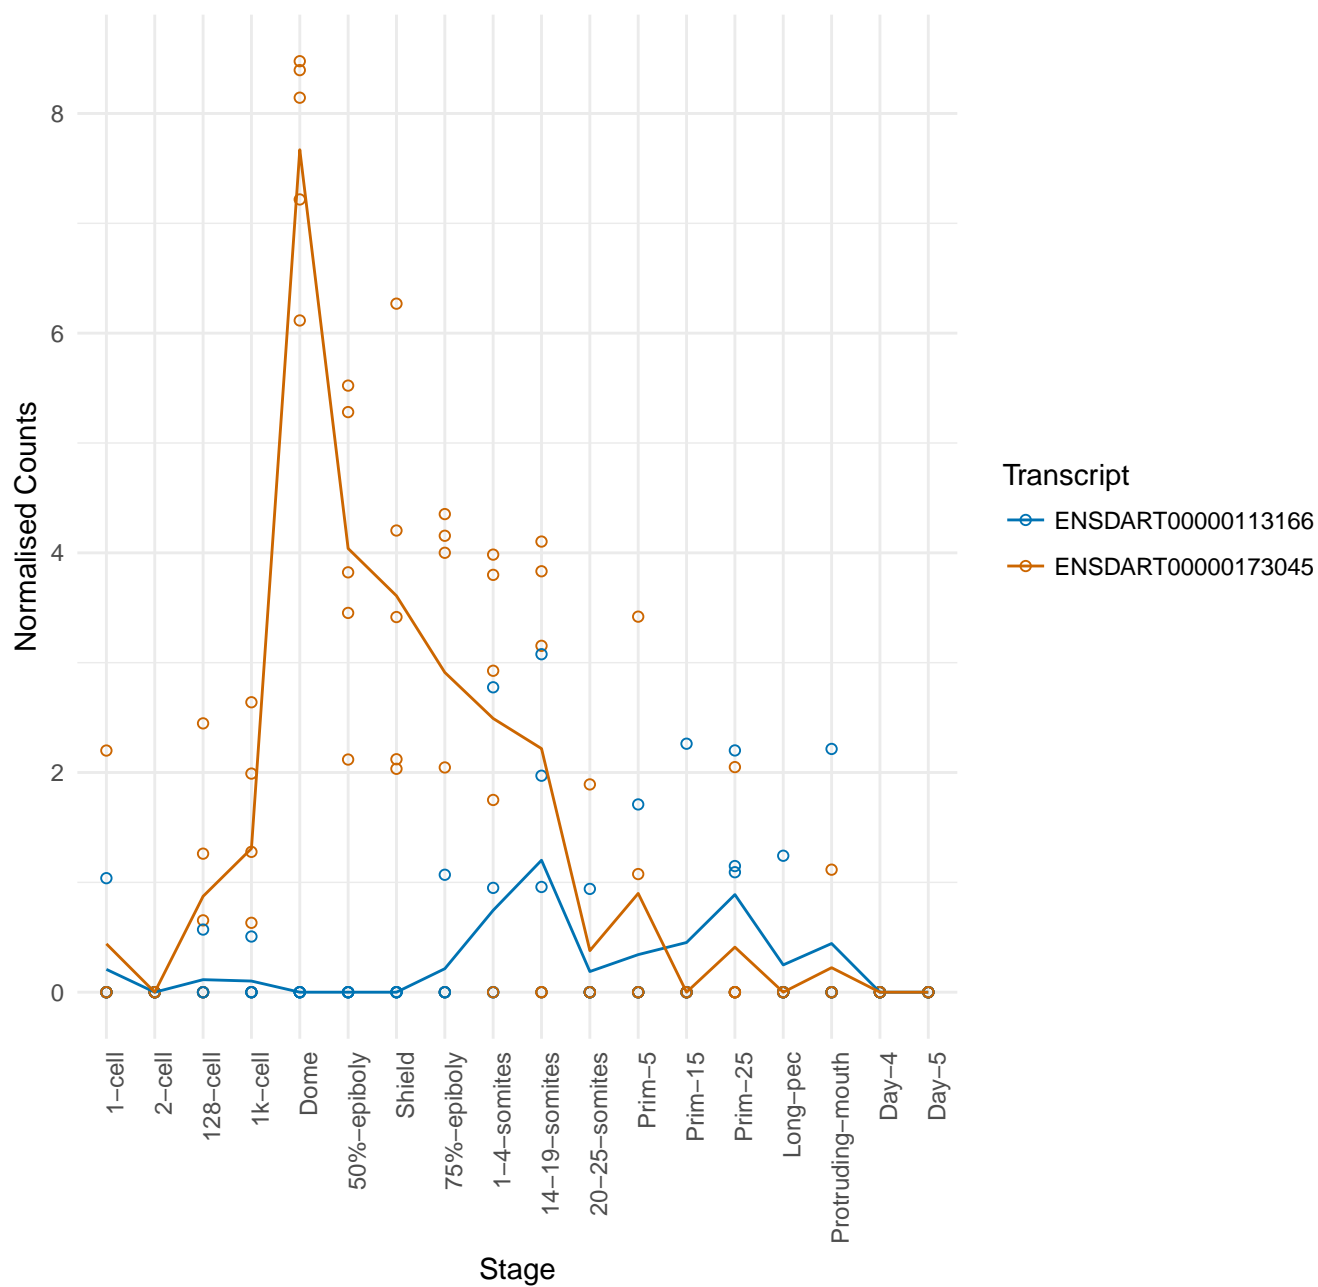 8
6
4
2
0
Normalised Counts
1−cell
2−cell
128−cell
1k−cell
Dome
50%−epiboly
Shield
75%−epiboly
1−4−somites
14−19−somites
20−25−somites
Prim−5
Prim−15
Prim−25
Long−pec
Protruding−mouth
Day−4
Day−5
Stage
Transcript
ENSDART00000113166
ENSDART00000173045